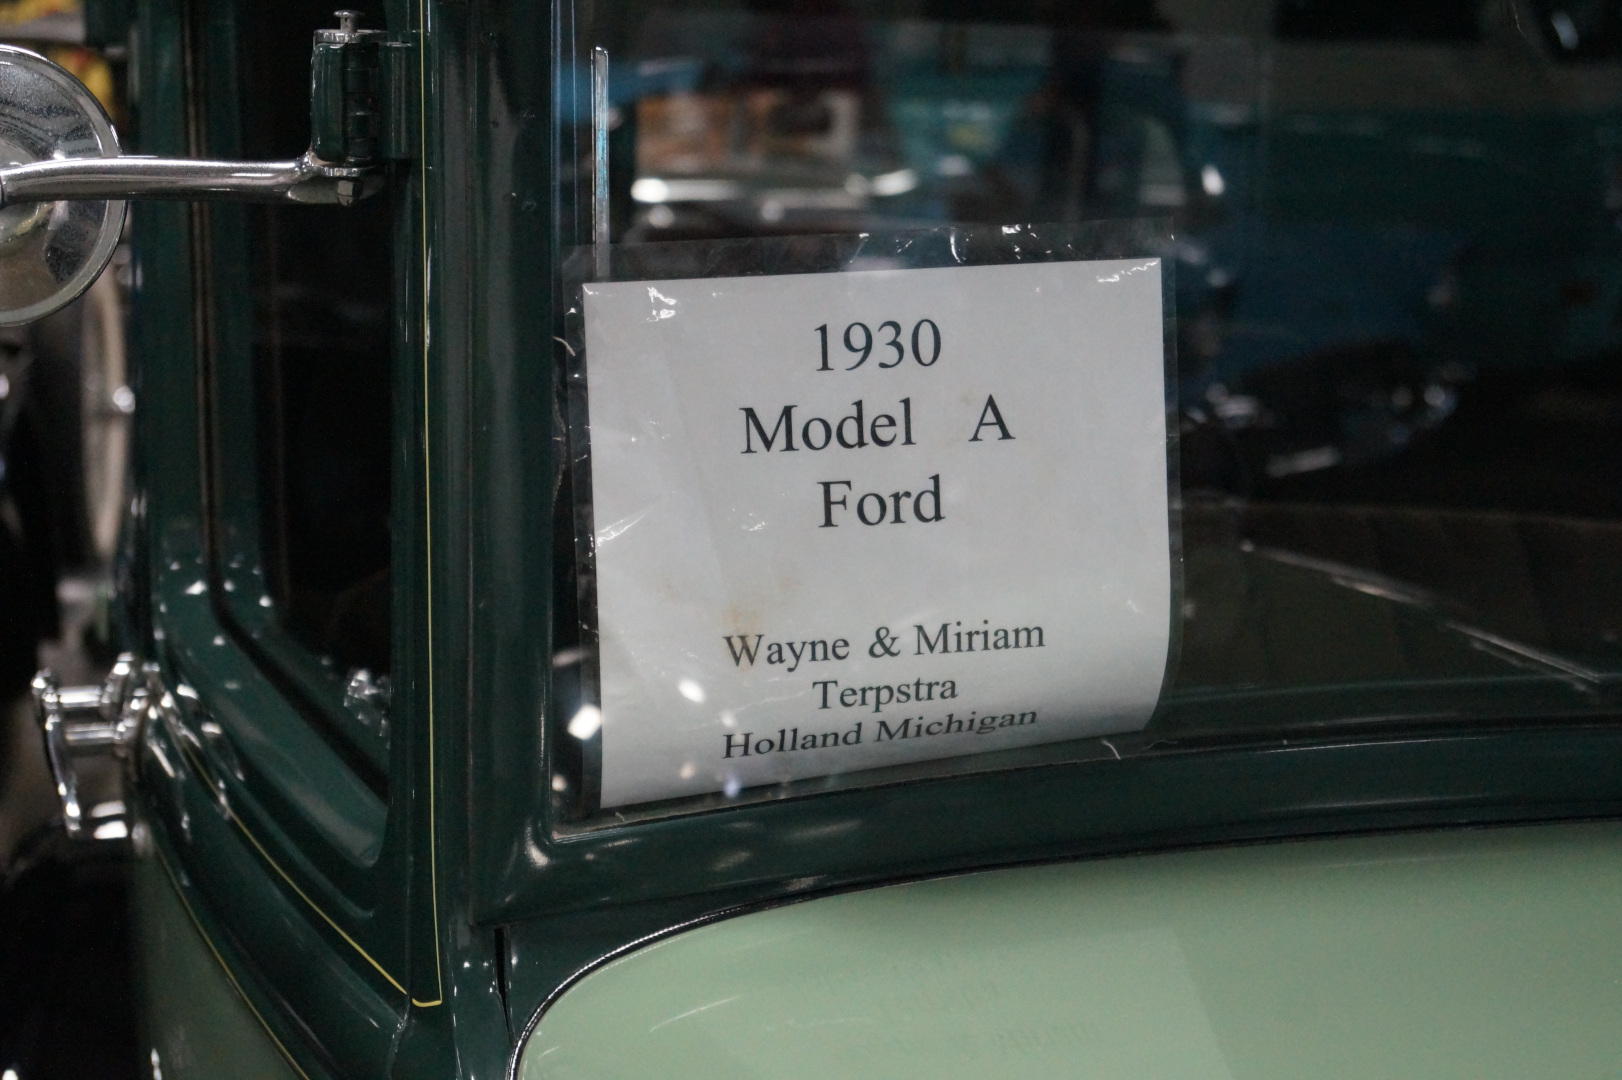 1930
Model A
Ford
Wayne & Miriam
Terpstra
Holland Michigan